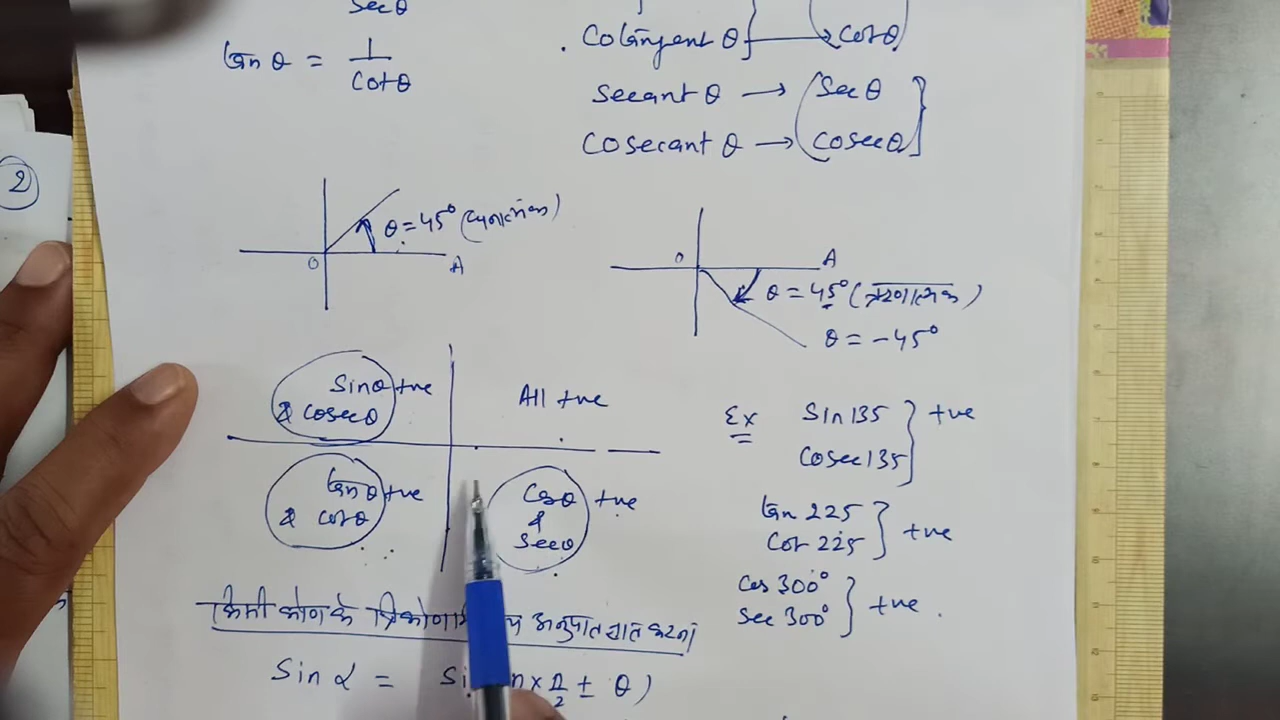 secθ
tanθ = 1/cotθ
Cotangent θ → cotθ
Secant θ → Secθ
Cosecant θ → Cosecθ
2
θ = 45° (धनात्मक)
O A
O A
θ = 45° (ऋणात्मक)
θ = -45°
Sinθ +ve
& Cosecθ
All +ve
tanθ +ve
& cotθ
Cosθ +ve
&
Secθ
Ex Sin 135 +ve
Cosec 135
tan 225
Cot 225 +ve
Cos 300°
Sec 300° +ve
किसी कोण के अनुपात ज्ञात करना
Sin α = n × π/2 ± θ)